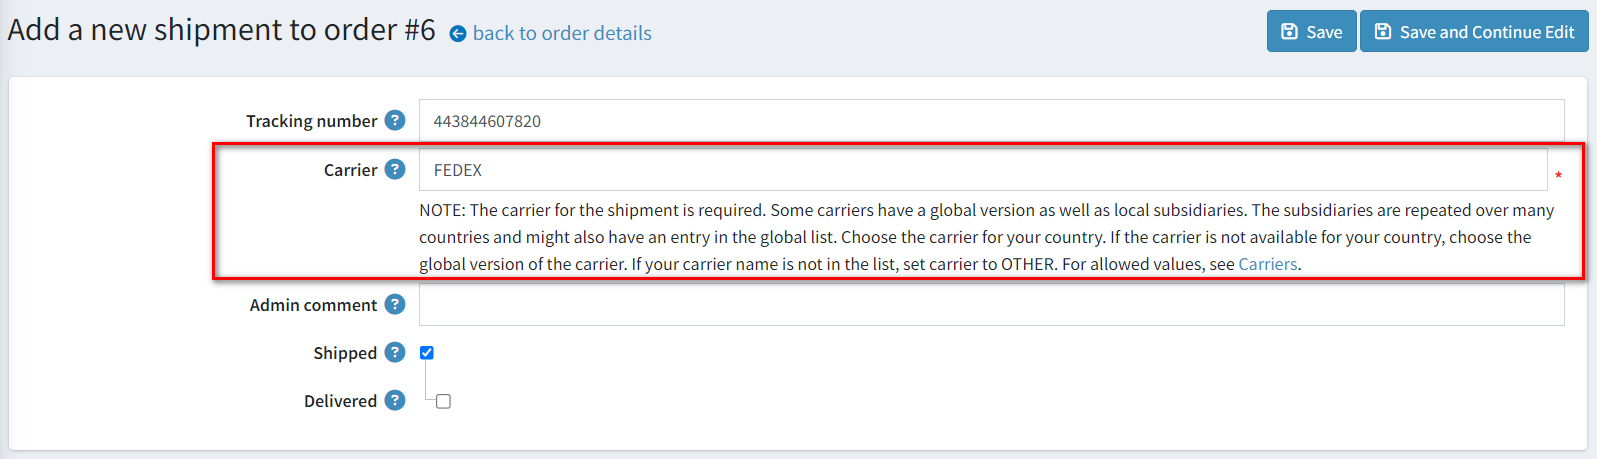 Add a new shipment to order #6 back to order details Save Save and Continue Edit
Tracking number ? 443844607820
Carrier ? FEDEX *
NOTE: The carrier for the shipment is required. Some carriers have a global version as well as local subsidiaries. The subsidiaries are repeated over many
countries and might also have an entry in the global list. Choose the carrier for your country. If the carrier is not available for your country, choose the
global version of the carrier. If your carrier name is not in the list, set carrier to OTHER. For allowed values, see Carriers.
Admin comment ?
Shipped ?
Delivered ?